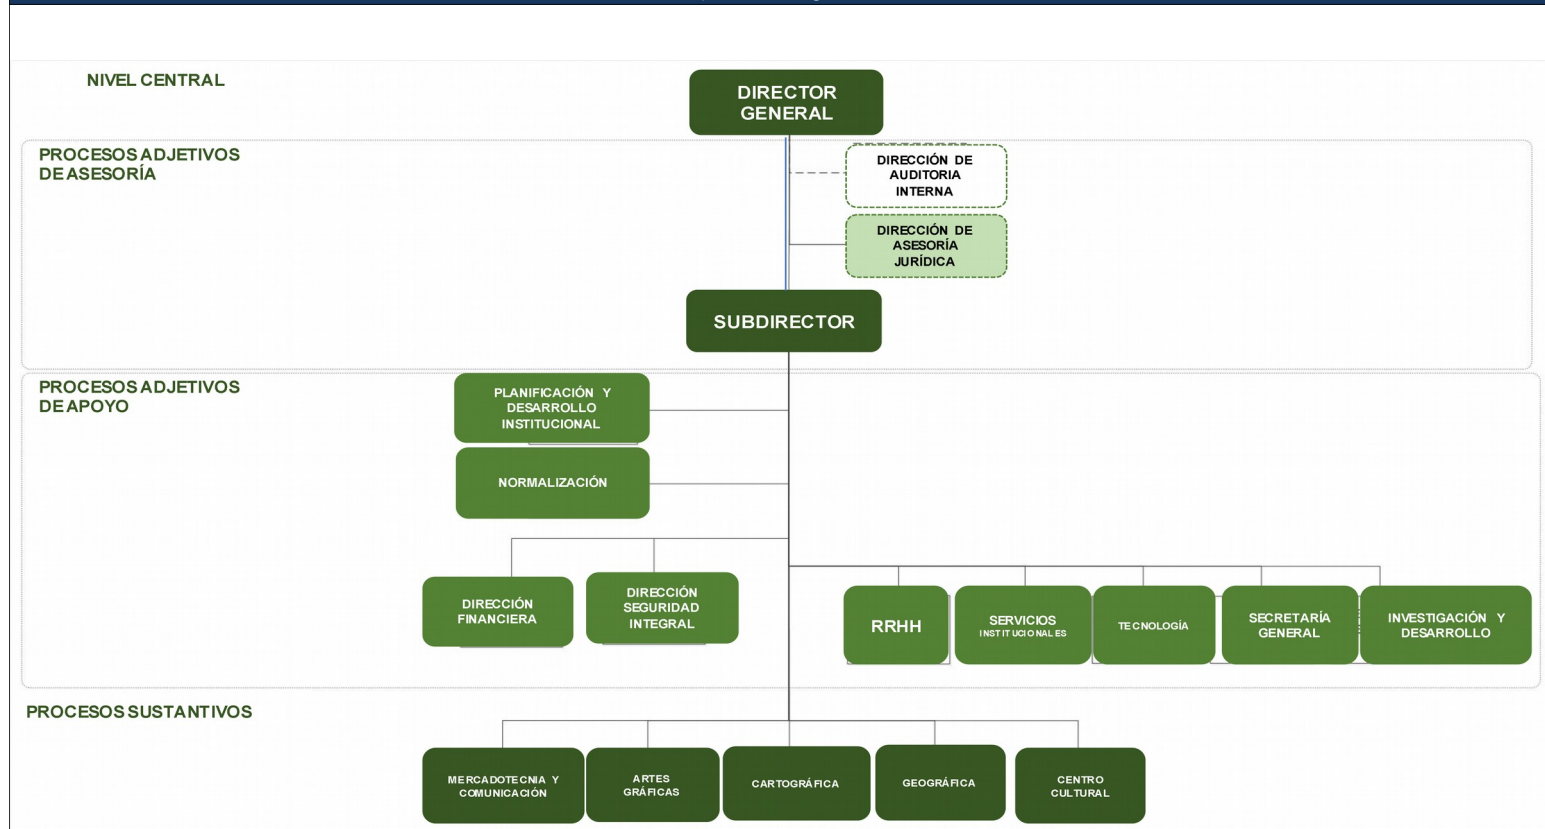 NIVEL CENTRAL
DIRECTOR
GENERAL
PROCESOS ADJETIVOS
DE ASESORÍA
DIRECCIÓN DE
AUDITORIA
INTERNA
DIRECCIÓN DE
ASESORÍA
JURÍDICA
SUBDIRECTOR
PROCESOS ADJETIVOS
DE APOYO
PLANIFICACIÓN Y
DESARROLLO
INSTITUCIONAL
NORMALIZACIÓN
DIRECCIÓN
FINANCIERA
DIRECCIÓN
SEGURIDAD
INTEGRAL
RRHH
SERVICIOS
INSTITUCIONALES
TECNOLOGÍA
SECRETARÍA
GENERAL
INVESTIGACIÓN Y
DESARROLLO
PROCESOS SUSTANTIVOS
MERCADOTECNIA Y
COMUNICACIÓN
ARTES
GRÁFICAS
CARTOGRÁFICA
GEOGRÁFICA
CENTRO
CULTURAL